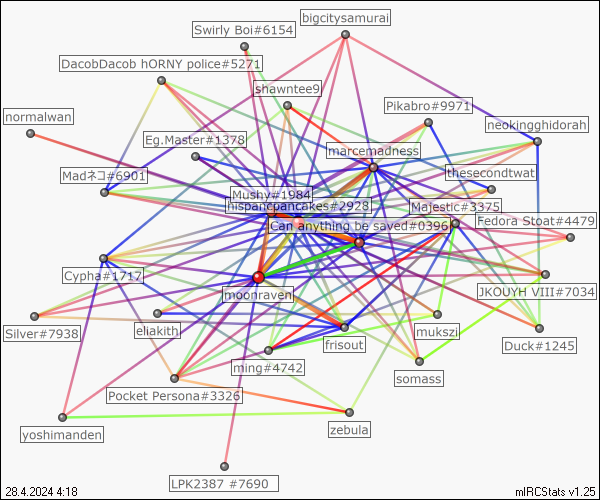 bigcitysamurai
Swirly Boi#6154
DacobDacob hORNY police#5271
shawntee9
Pikabro#9971
normalwan
neokingghidorah
Eg.Master#1378
marcemadness
Madネコ#6901
thesecondtwat
Mushy#1984
hispanicpancakes#2928
Majestic#3375
Can anything be saved#0396
Fedora Stoat#4479
Cypha#1717
moonraven
JKOUYH VIII#7034
Silver#7938
eliakith
mukszi
frisout
Duck#1245
ming#4742
somass
Pocket Persona#3326
yoshimanden
zebula
LPK2387 #7690
28.4.2024 4:18
mIRCStats v1.25